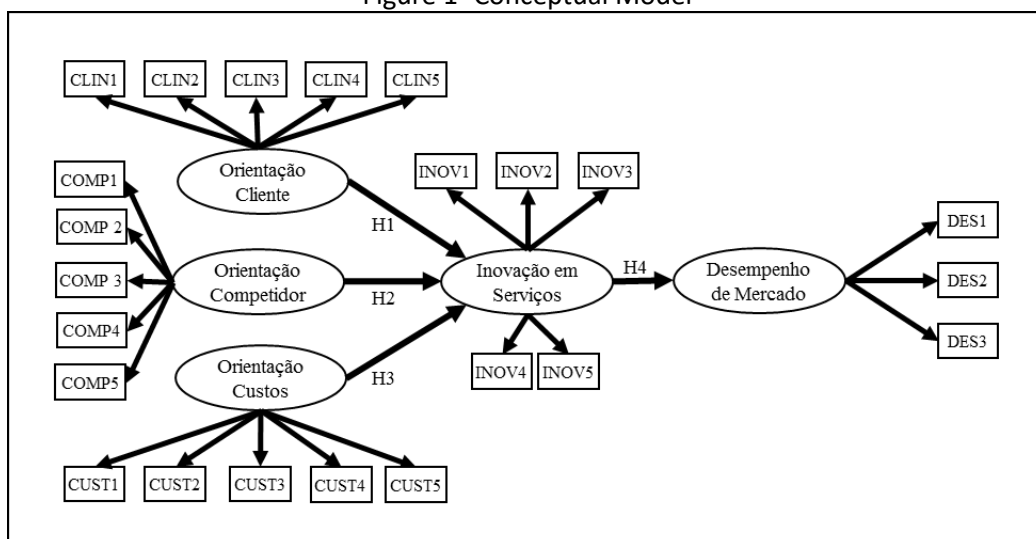 Figure 1- Conceptual Model
CLIN1
CLIN2
CLIN3
CLIN4
CLIN5
Orientação
Cliente
COMP1
COMP 2
COMP 3
COMP4
COMP5
Orientação
Competidor
Orientação
Custos
CUST1
CUST2
CUST3
CUST4
CUST5
H1
H2
H3
INOV1
INOV2
INOV3
Inovação em
Serviços
INOV4
INOV5
H4
Desempenho
de Mercado
DES1
DES2
DES3